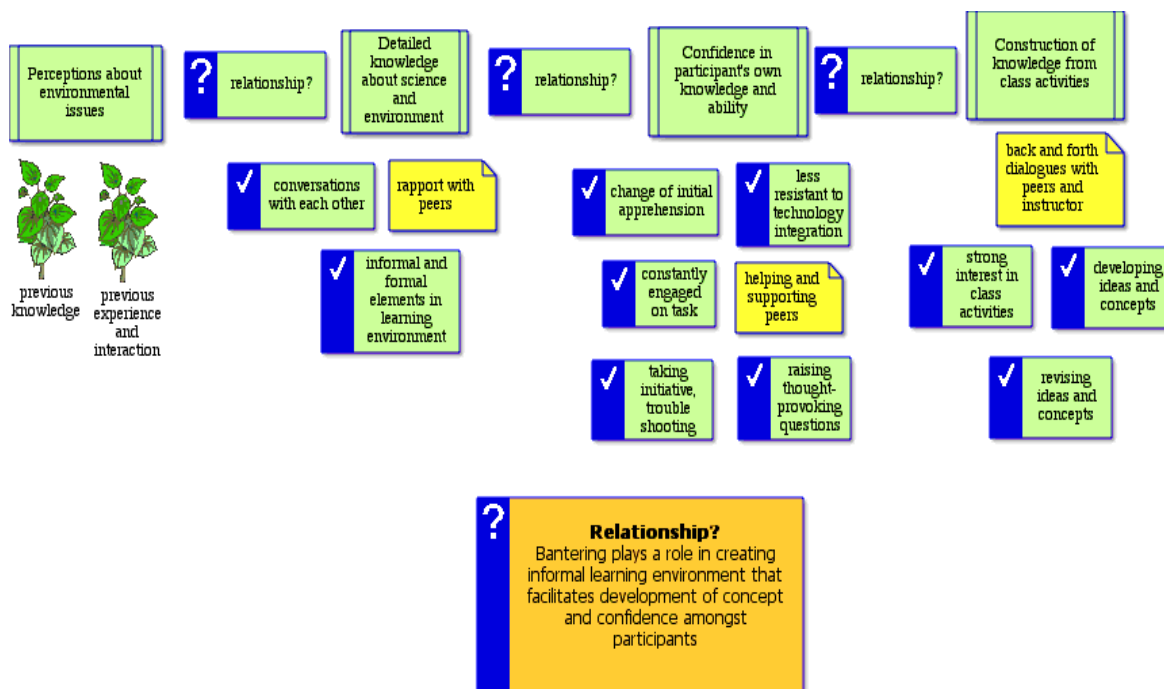 Perceptions about
environmental
issues
?
relationship?
Detailed
knowledge
about science
and
environment
?
relationship?
Confidence in
participant's own
knowledge and
ability
?
relationship?
Construction of
knowledge from
class activities
previous
knowledge
previous
experience
and
interaction
conversations
with each other
rapport with
peers
informal and
formal
elements in
learning
environment
change of initial
apprehension
less
resistant to
technology
integration
constantly
engaged
on task
helping and
supporting
peers
taking
initiative,
trouble
shooting
raising
thought-
provoking
questions
back and forth
dialogues with
peers and
instructor
strong
interest in
class
activities
developing
ideas and
concepts
revising
ideas and
concepts
?
Relationship?
Bantering plays a role in creating
informal learning environment that
facilitates development of concept
and confidence amongst
participants